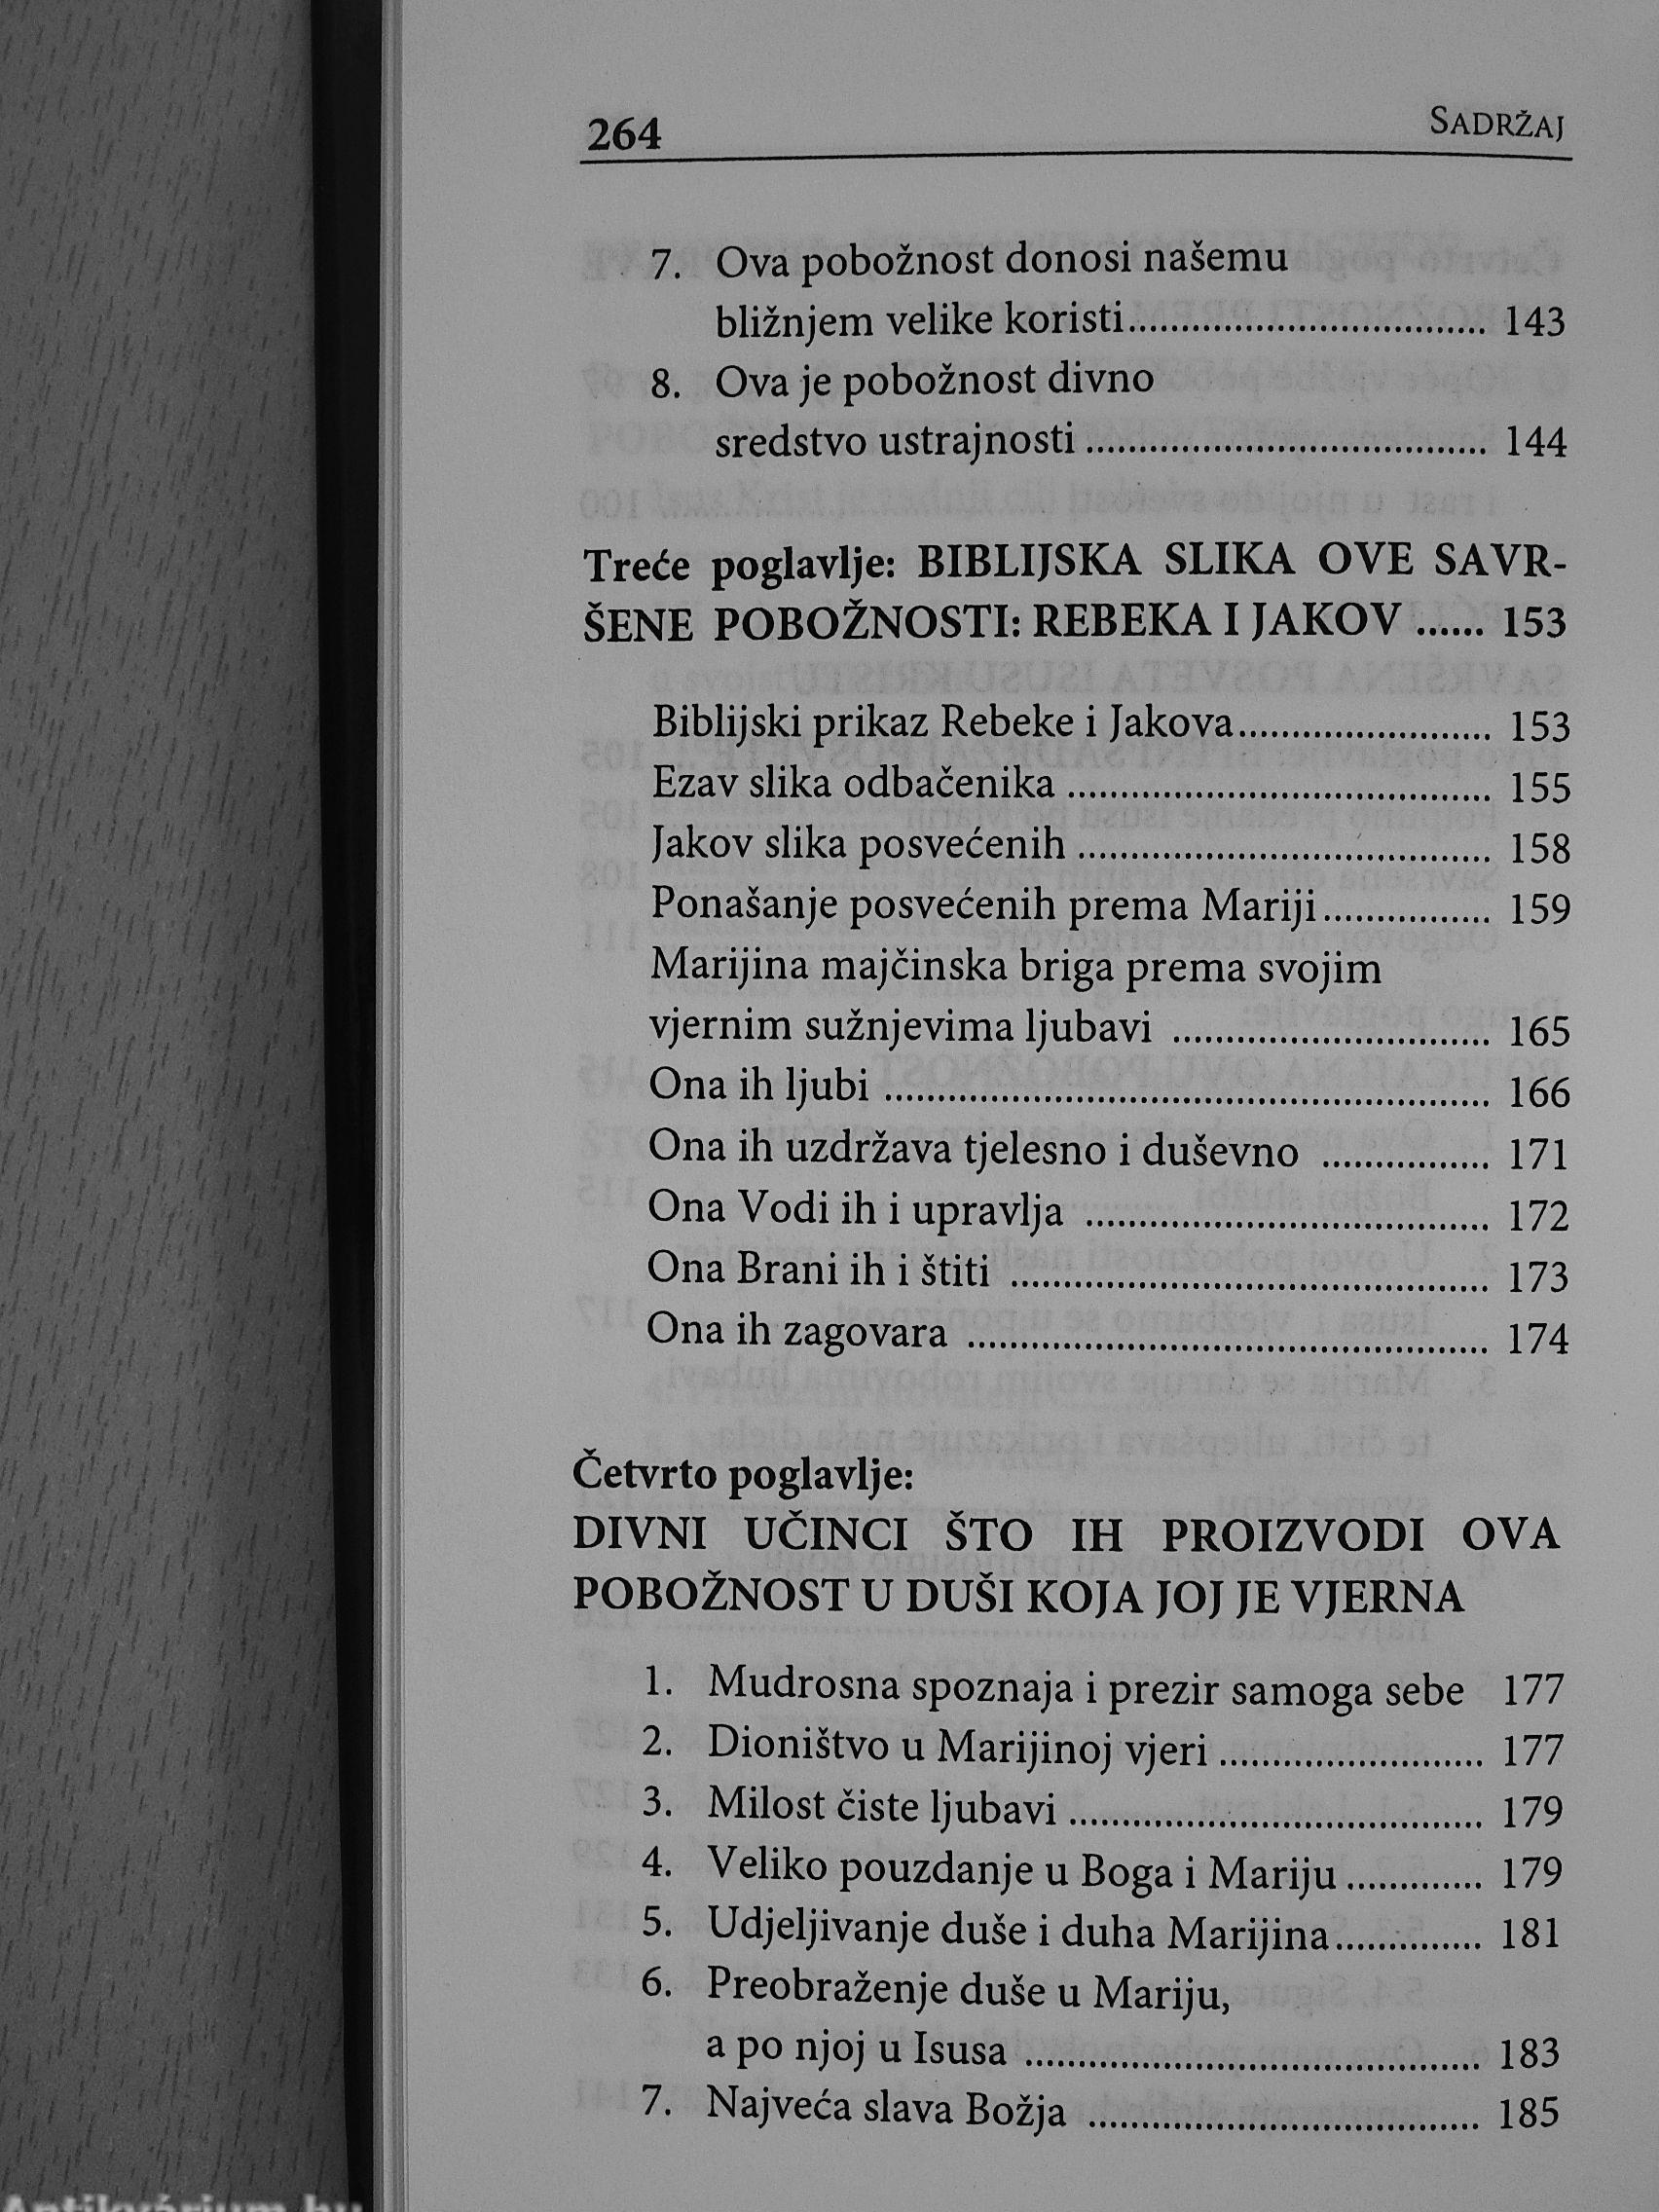 264
SADRŽAJ
7. Ova pobožnost donosi našemu
bližnjem velike koristi.................................. 143
8. Ova je pobožnost divno
sredstvo ustrajnosti ...................................... 144
Treće poglavlje: BIBLIJSKA SLIKA OVE SAVR-
ŠENE POBOŽNOSTI: REBEKA I JAKOV ...... 153
Biblijski prikaz Rebeke i Jakova........................ 153
Ezav slika odbačenika ........................................ 155
Jakov slika posvećenih ....................................... 158
Ponašanje posvećenih prema Mariji................ 159
Marijina majčinska briga prema svojim
vjernim sužnjevima ljubavi .............................. 165
Ona ih ljubi .......................................................... 166
Ona ih uzdržava tjelesno i duševno ................ 171
Ona Vodi ih i upravlja ....................................... 172
Ona Brani ih i štiti .............................................. 173
Ona ih zagovara .................................................. 174
Četvrto poglavlje:
DIVNI UČINCI ŠTO IH PROIZVODI OVA
POBOŽNOST U DUŠI KOJA JOJ JE VJERNA
1. Mudrosna spoznaja i prezir samoga sebe 177
2. Dioništvo u Marijinoj vjeri ......................... 177
3. Milost čiste ljubavi ....................................... 179
4. Veliko pouzdanje u Boga i Mariju ............. 179
5. Udjeljivanje duše i duha Marijina.............. 181
6. Preobraženje duše u Mariju,
a po njoj u Isusa ........................................... 183
7. Najveća slava Božja ..................................... 185
Antikvárium.hu